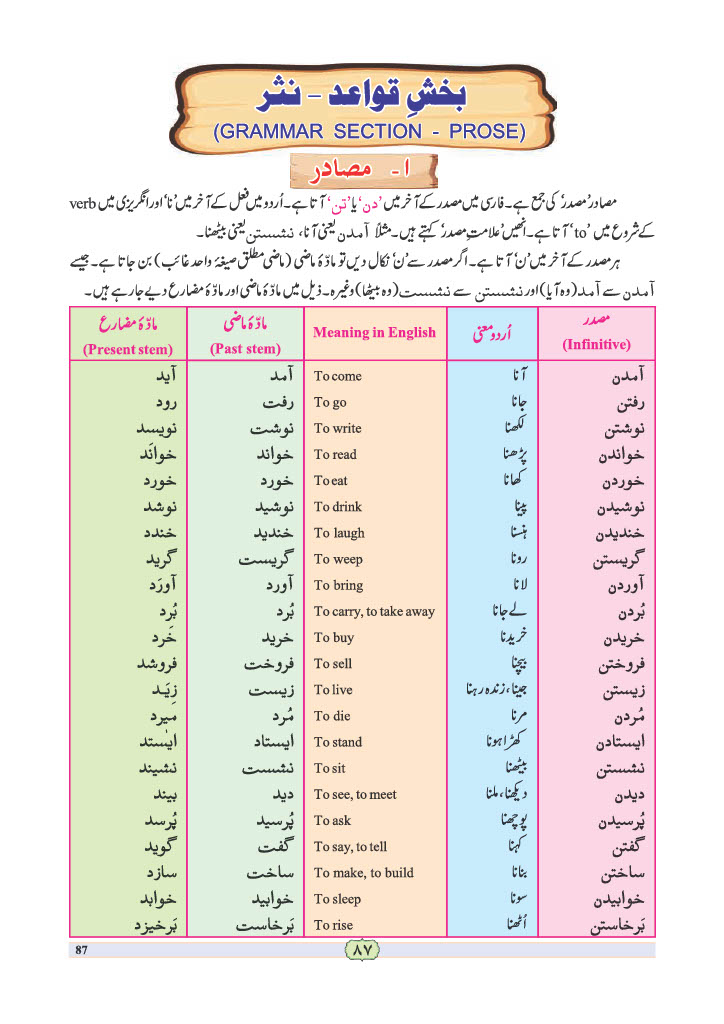 بخشِ قواعد - نثر
(GRAMMAR SECTION - PROSE)
۱- مصادر
مصادر’مصدر‘ کی جمع ہے۔ فارسی میں مصدر کے آخر میں ’دن‘ یا ’تن‘ آتا ہے۔ اُردو میں فعل کے آخر میں ’نا‘ اور انگریزی میں verb
کے شروع میں ’to‘ آتا ہے۔ انھیں ’علامتِ مصدر‘ کہتے ہیں۔ مثلاً آمدن یعنی آنا، نشستن یعنی بیٹھنا۔
ہر مصدر کے آخر میں ’ن‘ آتا ہے۔ اگر مصدر سے ’ن‘ نکال دیں تو مادّۂ ماضی (ماضی مطلق صیغۂ واحد غائب) بن جاتا ہے۔ جیسے
آمدن سے آمد (وہ آیا) اور نشستن سے نشست (وہ بیٹھا) وغیرہ۔ ذیل میں مادّۂ ماضی اور مادّۂ مضارع دیے جا رہے ہیں۔
مصدر (Infinitive) اُردو معنی Meaning in English مادّۂ ماضی (Past stem) مادّۂ مضارع (Present stem)
آمدن آنا To come آمد آید
رفتن جانا To go رفت رود
نوشتن لکھنا To write نوشت نویسد
خواندن پڑھنا To read خواند خوانَد
خوردن کھانا To eat خورد خورد
نوشیدن پینا To drink نوشید نوشد
خندیدن ہنسنا To laugh خندید خندد
گریستن رونا To weep گریست گرید
آوردن لانا To bring آورد آورَد
بُردن لے جانا To carry, to take away بُرد بُرد
خریدن خریدنا To buy خرید خَرد
فروختن بیچنا To sell فروخت فروشد
زیستن جینا، زندہ رہنا To live زیست زِیَد
مُردن مرنا To die مُرد میرد
ایستادن کھڑا ہونا To stand ایستاد ایستد
نشستن بیٹھنا To sit نشست نشیند
دیدن دیکھنا، ملنا To see, to meet دید بیند
پُرسیدن پوچھنا To ask پُرسید پُرسد
گفتن کہنا To say, to tell گفت گوید
ساختن بنانا To make, to build ساخت سازد
خوابیدن سونا To sleep خوابید خوابد
بَرخاستن اُٹھنا To rise بَرخاست بَرخیزد
87 ۸۷